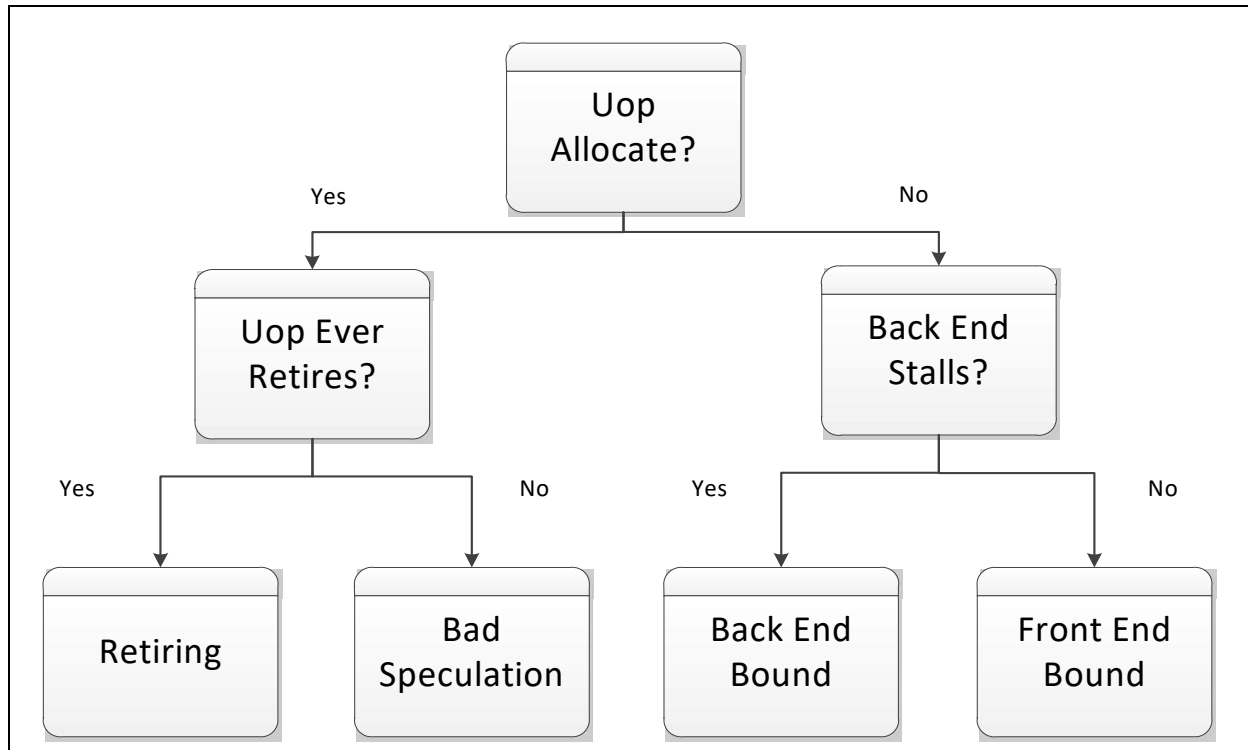 Uop
Allocate?
Yes
No
Uop Ever
Retires?
Back End
Stalls?
Yes
No
Yes
No
Retiring
Bad
Speculation
Back End
Bound
Front End
Bound